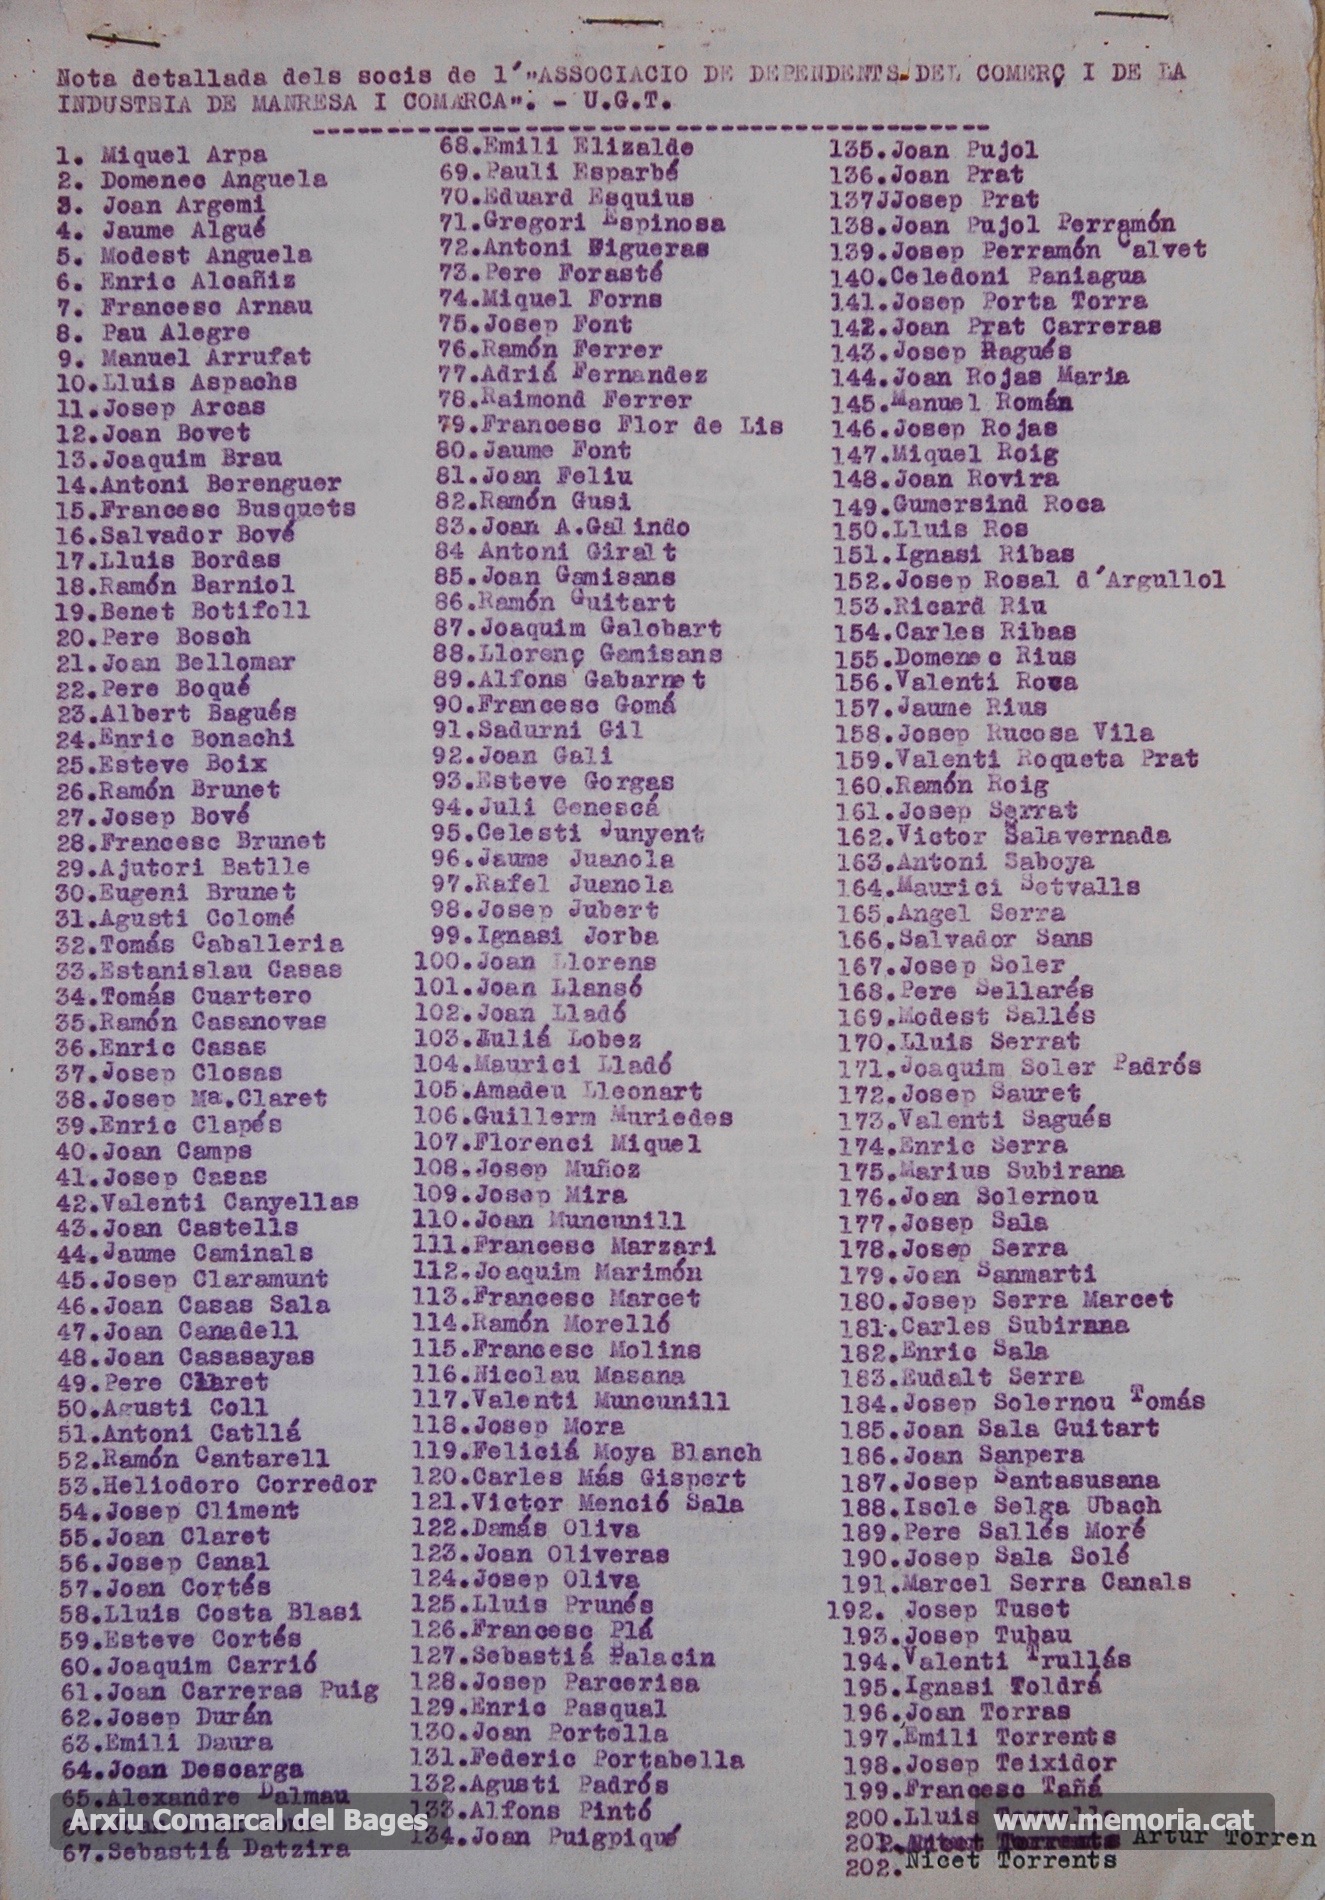 Nota detallada dels socis de l'"ASSOCIACIO DE DEPENDENTS DEL COMERÇ I DE LA
INDUSTRIA DE MANRESA I COMARCA". - U.G.T.
1. Miquel Arpa
2. Domenec Anguela
3. Joan Argemi
4. Jaume Algué
5. Modest Anguela
6. Enric Alcañiz
7. Francesc Arnau
8. Pau Alegre
9. Manuel Arrufat
10.Lluis Aspachs
11.Josep Arcas
12.Joan Bovet
13.Joaquim Brau
14.Antoni Berenguer
15.Francesc Busquets
16.Salvador Bové
17.Lluis Bordas
18.Ramón Barniol
19.Benet Botifoll
20.Pere Bosch
21.Joan Bellomar
22.Pere Boqué
23.Albert Bagués
24.Enric Bonachi
25.Esteve Boix
26.Ramón Brunet
27.Josep Bové
28.Francesc Brunet
29.Ajutori Batlle
30.Eugeni Brunet
31.Agusti Colomé
32.Tomás Caballeria
33.Estanislau Casas
34.Tomás Cuartero
35.Ramón Casanovas
36.Enric Casas
37.Josep Closas
38.Josep Mª.Claret
39.Enric Clapés
40.Joan Camps
41.Josep Casas
42.Valenti Canyellas
43.Joan Castells
44.Jaume Caminals
45.Josep Claramunt
46.Joan Casas Sala
47.Joan Canadell
48.Joan Casasayas
49.Pere Claret
50.Agusti Coll
51.Antoni Catllá
52.Ramón Cantarell
53.Heliodoro Corredor
54.Josep Climent
55.Joan Claret
56.Josep Canal
57.Joan Cortés
58.Lluis Costa Blasi
59.Esteve Cortés
60.Joaquim Carrió
61.Joan Carreras Puig
62.Josep Durán
63.Emili Daura
64.Joan Descarga
65.Alexandre Dalmau
67.Sebastiá Datzira
68.Emili Elizalde
69.Pauli Esparbé
70.Eduard Esquius
71.Gregori Espinosa
72.Antoni Figueras
73.Pere Forasté
74.Miquel Forns
75.Josep Font
76.Ramón Ferrer
77.Adriá Fernandez
78.Raimond Ferrer
79.Francesc Flor de Lis
80.Jaume Font
81.Joan Feliu
82.Ramón Gusi
83.Joan A.Galindo
84 Antoni Giralt
85.Joan Gamisans
86.Ramón Guitart
87.Joaquim Galobart
88.Llorenç Gamisans
89.Alfons Gabarnet
90.Francesc Gomá
91.Sadurni Gil
92.Joan Gali
93.Esteve Gorgas
94.Juli Genescá
95.Celesti Junyent
96.Jaume Juanola
97.Rafel Juanola
98.Josep Jubert
99.Ignasi Jorba
100.Joan Llorens
101.Joan Llansó
102.Joan Lladó
103.Juliá Lobez
104.Maurici Lladó
105.Amadeu Lleonart
106.Guillerm Muriedes
107.Florenci Miquel
108.Josep Muñoz
109.Josep Mira
110.Joan Muncunill
111.Francesc Marzari
112.Joaquim Marimón
113.Francesc Marcet
114.Ramón Morelló
115.Francesc Molins
116.Nicolau Masana
117.Valenti Muncunill
118.Josep Mora
119.Feliciá Moya Blanch
120.Carles Más Gispert
121.Victor Menció Sala
122.Damás Oliva
123.Joan Oliveras
124.Josep Oliva
125.Lluis Prunés
126.Francesc Plá
127.Sebastiá Palacin
128.Josep Parcerisa
129.Enric Pasqual
130.Joan Portella
131.Federic Portabella
132.Agusti Padrós
133.Alfons Pintó
134.Joan Puigpiqué
135.Joan Pujol
136.Joan Prat
137JJosep Prat
138.Joan Pujol Perramón
139.Josep Perramón Calvet
140.Celedoni Paniagua
141.Josep Porta Torra
142.Joan Prat Carreras
143.Josep Ragués
144.Joan Rojas Maria
145.Manuel Román
146.Josep Rojas
147.Miquel Roig
148.Joan Rovira
149.Gumersind Roca
150.Lluis Ros
151.Ignasi Ribas
152.Josep Rosal d'Argullol
153.Ricard Riu
154.Carles Ribas
155.Domenec Rius
156.Valenti Roca
157.Jaume Rius
158.Josep Rucosa Vila
159.Valenti Roqueta Prat
160.Ramón Roig
161.Josep Serrat
162.Victor Salavernada
163.Antoni Saboya
164.Maurici Setvalls
165.Angel Serra
166.Salvador Sans
167.Josep Soler
168.Pere Sellarés
169.Modest Sallés
170.Lluis Serrat
171.Joaquim Soler Padrós
172.Josep Sauret
173.Valenti Sagués
174.Enric Serra
175.Marius Subirana
176.Joan Solernou
177.Josep Sala
178.Josep Serra
179.Joan Sanmarti
180.Josep Serra Marcet
181.Carles Subirana
182.Enric Sala
183.Eudalt Serra
184.Josep Solernou Tomás
185.Joan Sala Guitart
186.Joan Sanpera
187.Josep Santasusana
188.Iscle Selga Ubach
189.Pere Sallés Moré
190.Josep Sala Solé
191.Marcel Serra Canals
192. Josep Tuset
193.Josep Tubau
194.Valenti Trullás
195.Ignasi Toldrá
196.Joan Torras
197.Emili Torrents
198.Josep Teixidor
199.Francesc Tañá
200.Lluis
201. Artur Torren
202.Nicet Torrents
Arxiu Comarcal del Bages
www.memoria.cat